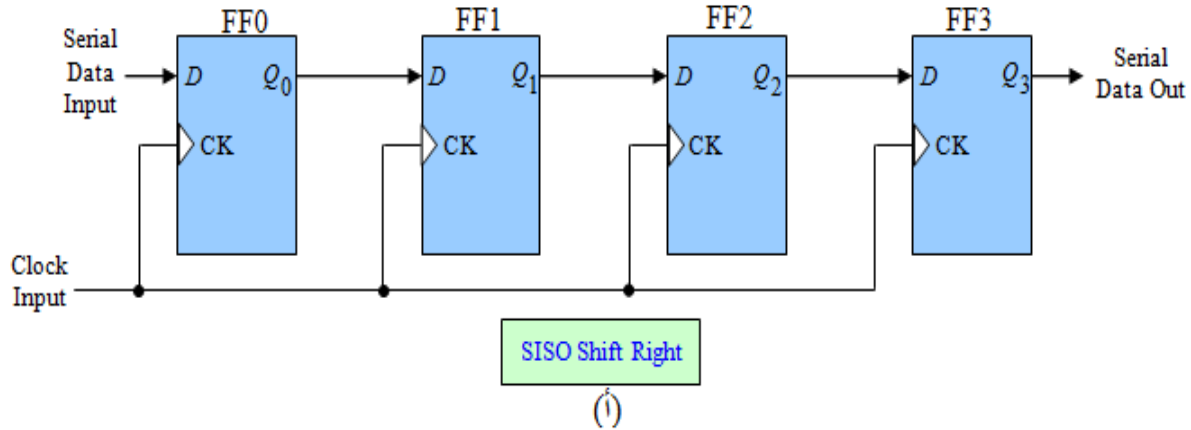 FF0
FF1
FF2
FF3
Serial
Data
Input
D
Q0
D
Q1
D
Q2
D
Q3
Serial
Data Out
CK
CK
CK
CK
Clock
Input
SISO Shift Right
(أ)